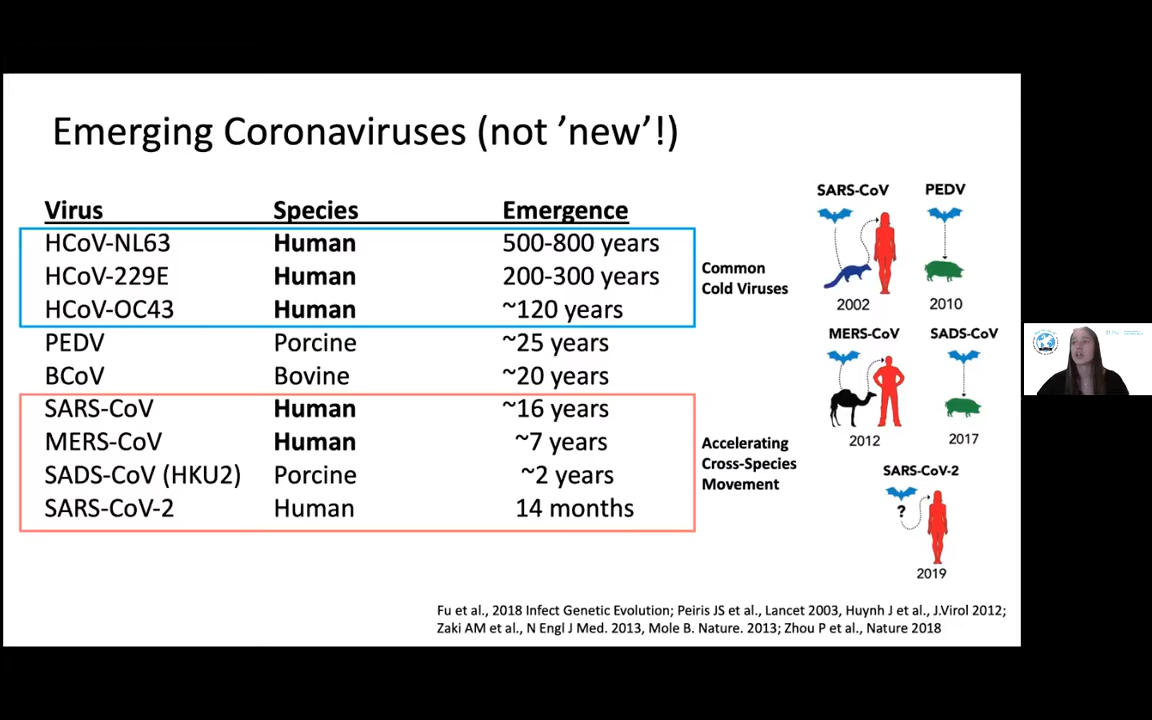 Emerging Coronaviruses (not ’new’!)
Virus Species Emergence
HCoV-NL63 Human 500-800 years
HCoV-229E Human 200-300 years
HCoV-OC43 Human ~120 years
PEDV Porcine ~25 years
BCoV Bovine ~20 years
SARS-CoV Human ~16 years
MERS-CoV Human ~7 years
SADS-CoV (HKU2) Porcine ~2 years
SARS-CoV-2 Human 14 months
Common
Cold Viruses
Accelerating
Cross-Species
Movement
SARS-CoV PEDV
2002 2010
MERS-CoV SADS-CoV
2012 2017
SARS-CoV-2
?
2019
Fu et al., 2018 Infect Genetic Evolution; Peiris JS et al., Lancet 2003, Huynh J et al., J.Virol 2012;
Zaki AM et al., N Engl J Med. 2013, Mole B. Nature. 2013; Zhou P et al., Nature 2018